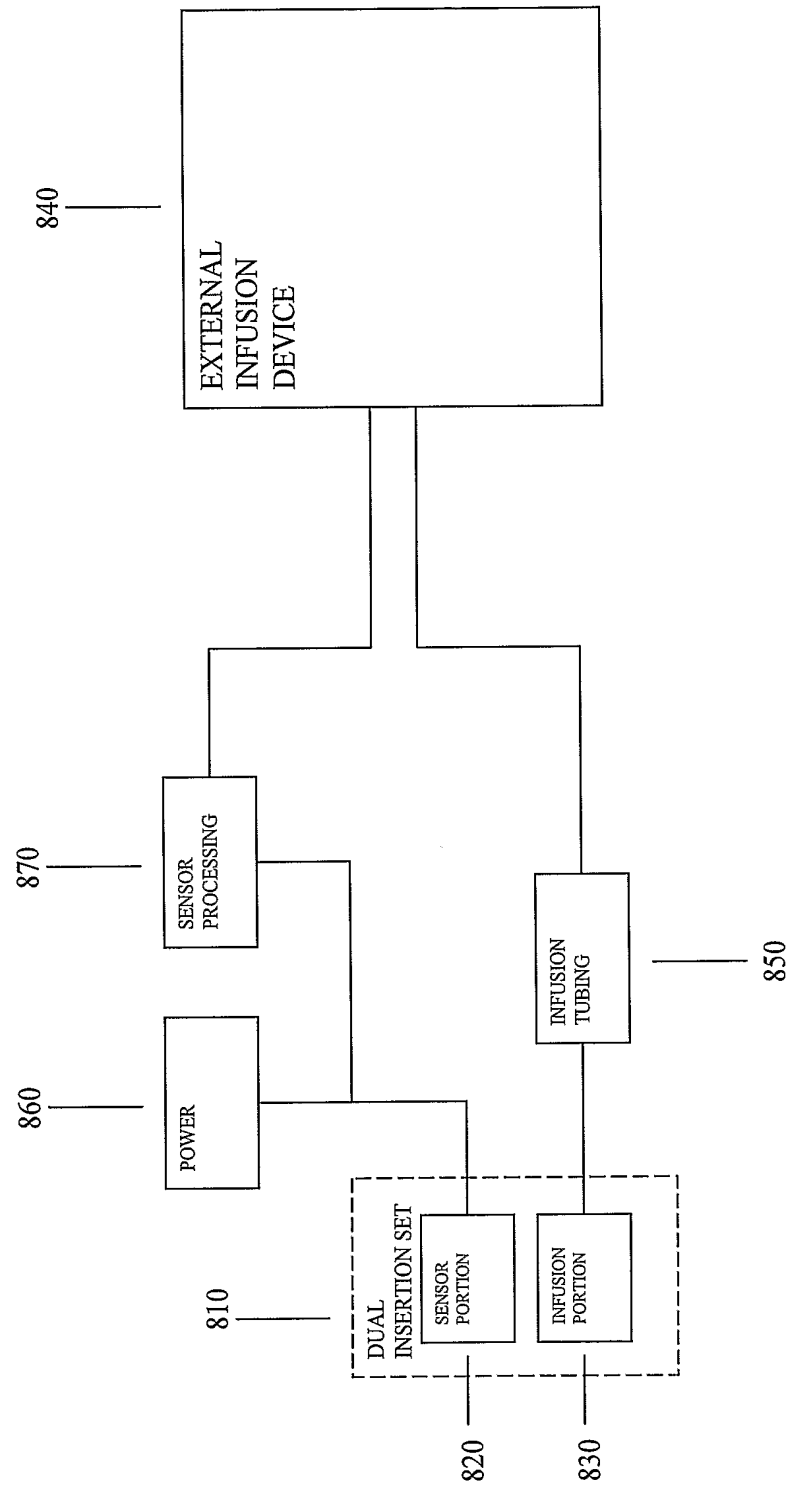 840
EXTERNAL
INFUSION
DEVICE
870
SENSOR
PROCESSING
860
POWER
850
INFUSION
TUBING
810
DUAL
INSERTION SET
SENSOR
PORTION
INFUSION
PORTION
820
830